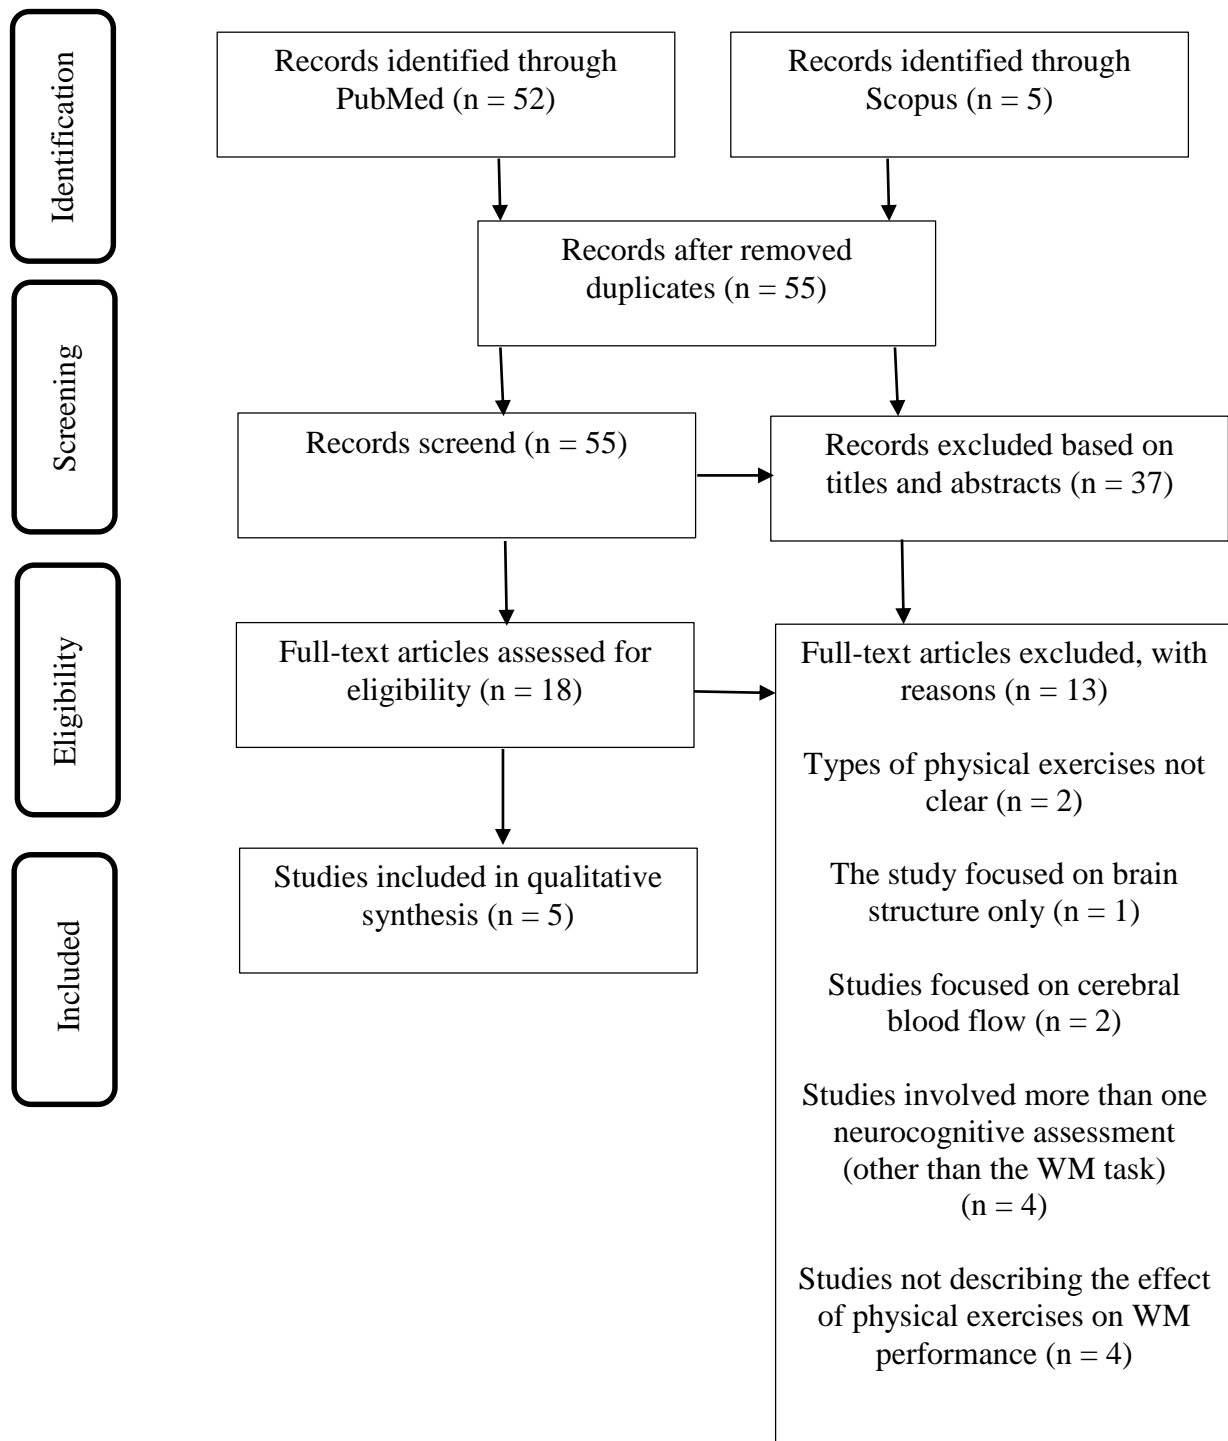 Identification
Records identified through
PubMed (n = 52)
Records identified through
Scopus (n = 5)
Records after removed
duplicates (n = 55)
Screening
Records screend (n = 55)
Records excluded based on
titles and abstracts (n = 37)
Eligibility
Full-text articles assessed for
eligibility (n = 18)
Full-text articles excluded, with
reasons (n = 13)
Types of physical exercises not
clear (n = 2)
The study focused on brain
structure only (n = 1)
Studies focused on cerebral
blood flow (n = 2)
Studies involved more than one
neurocognitive assessment
(other than the WM task)
(n = 4)
Studies not describing the effect
of physical exercises on WM
performance (n = 4)
Included
Studies included in qualitative
synthesis (n = 5)